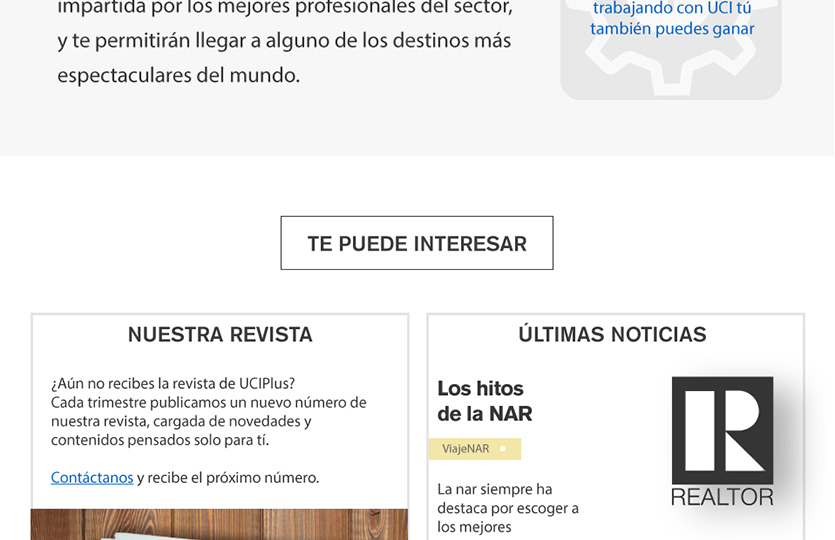 impartida por los mejores profesionales del sector,
y te permitirán llegar a alguno de los destinos más
espectaculares del mundo.
trabajando con UCI tú
también puedes ganar
TE PUEDE INTERESAR
NUESTRA REVISTA
¿Aún no recibes la revista de UCIPlus?
Cada trimestre publicamos un nuevo número de
nuestra revista, cargada de novedades y
contenidos pensados solo para tí.
Contáctanos y recibe el próximo número.
ÚLTIMAS NOTICIAS
Los hitos
de la NAR
ViajeNAR
La nar siempre ha
destaca por escoger a
los mejores
R
REALTOR